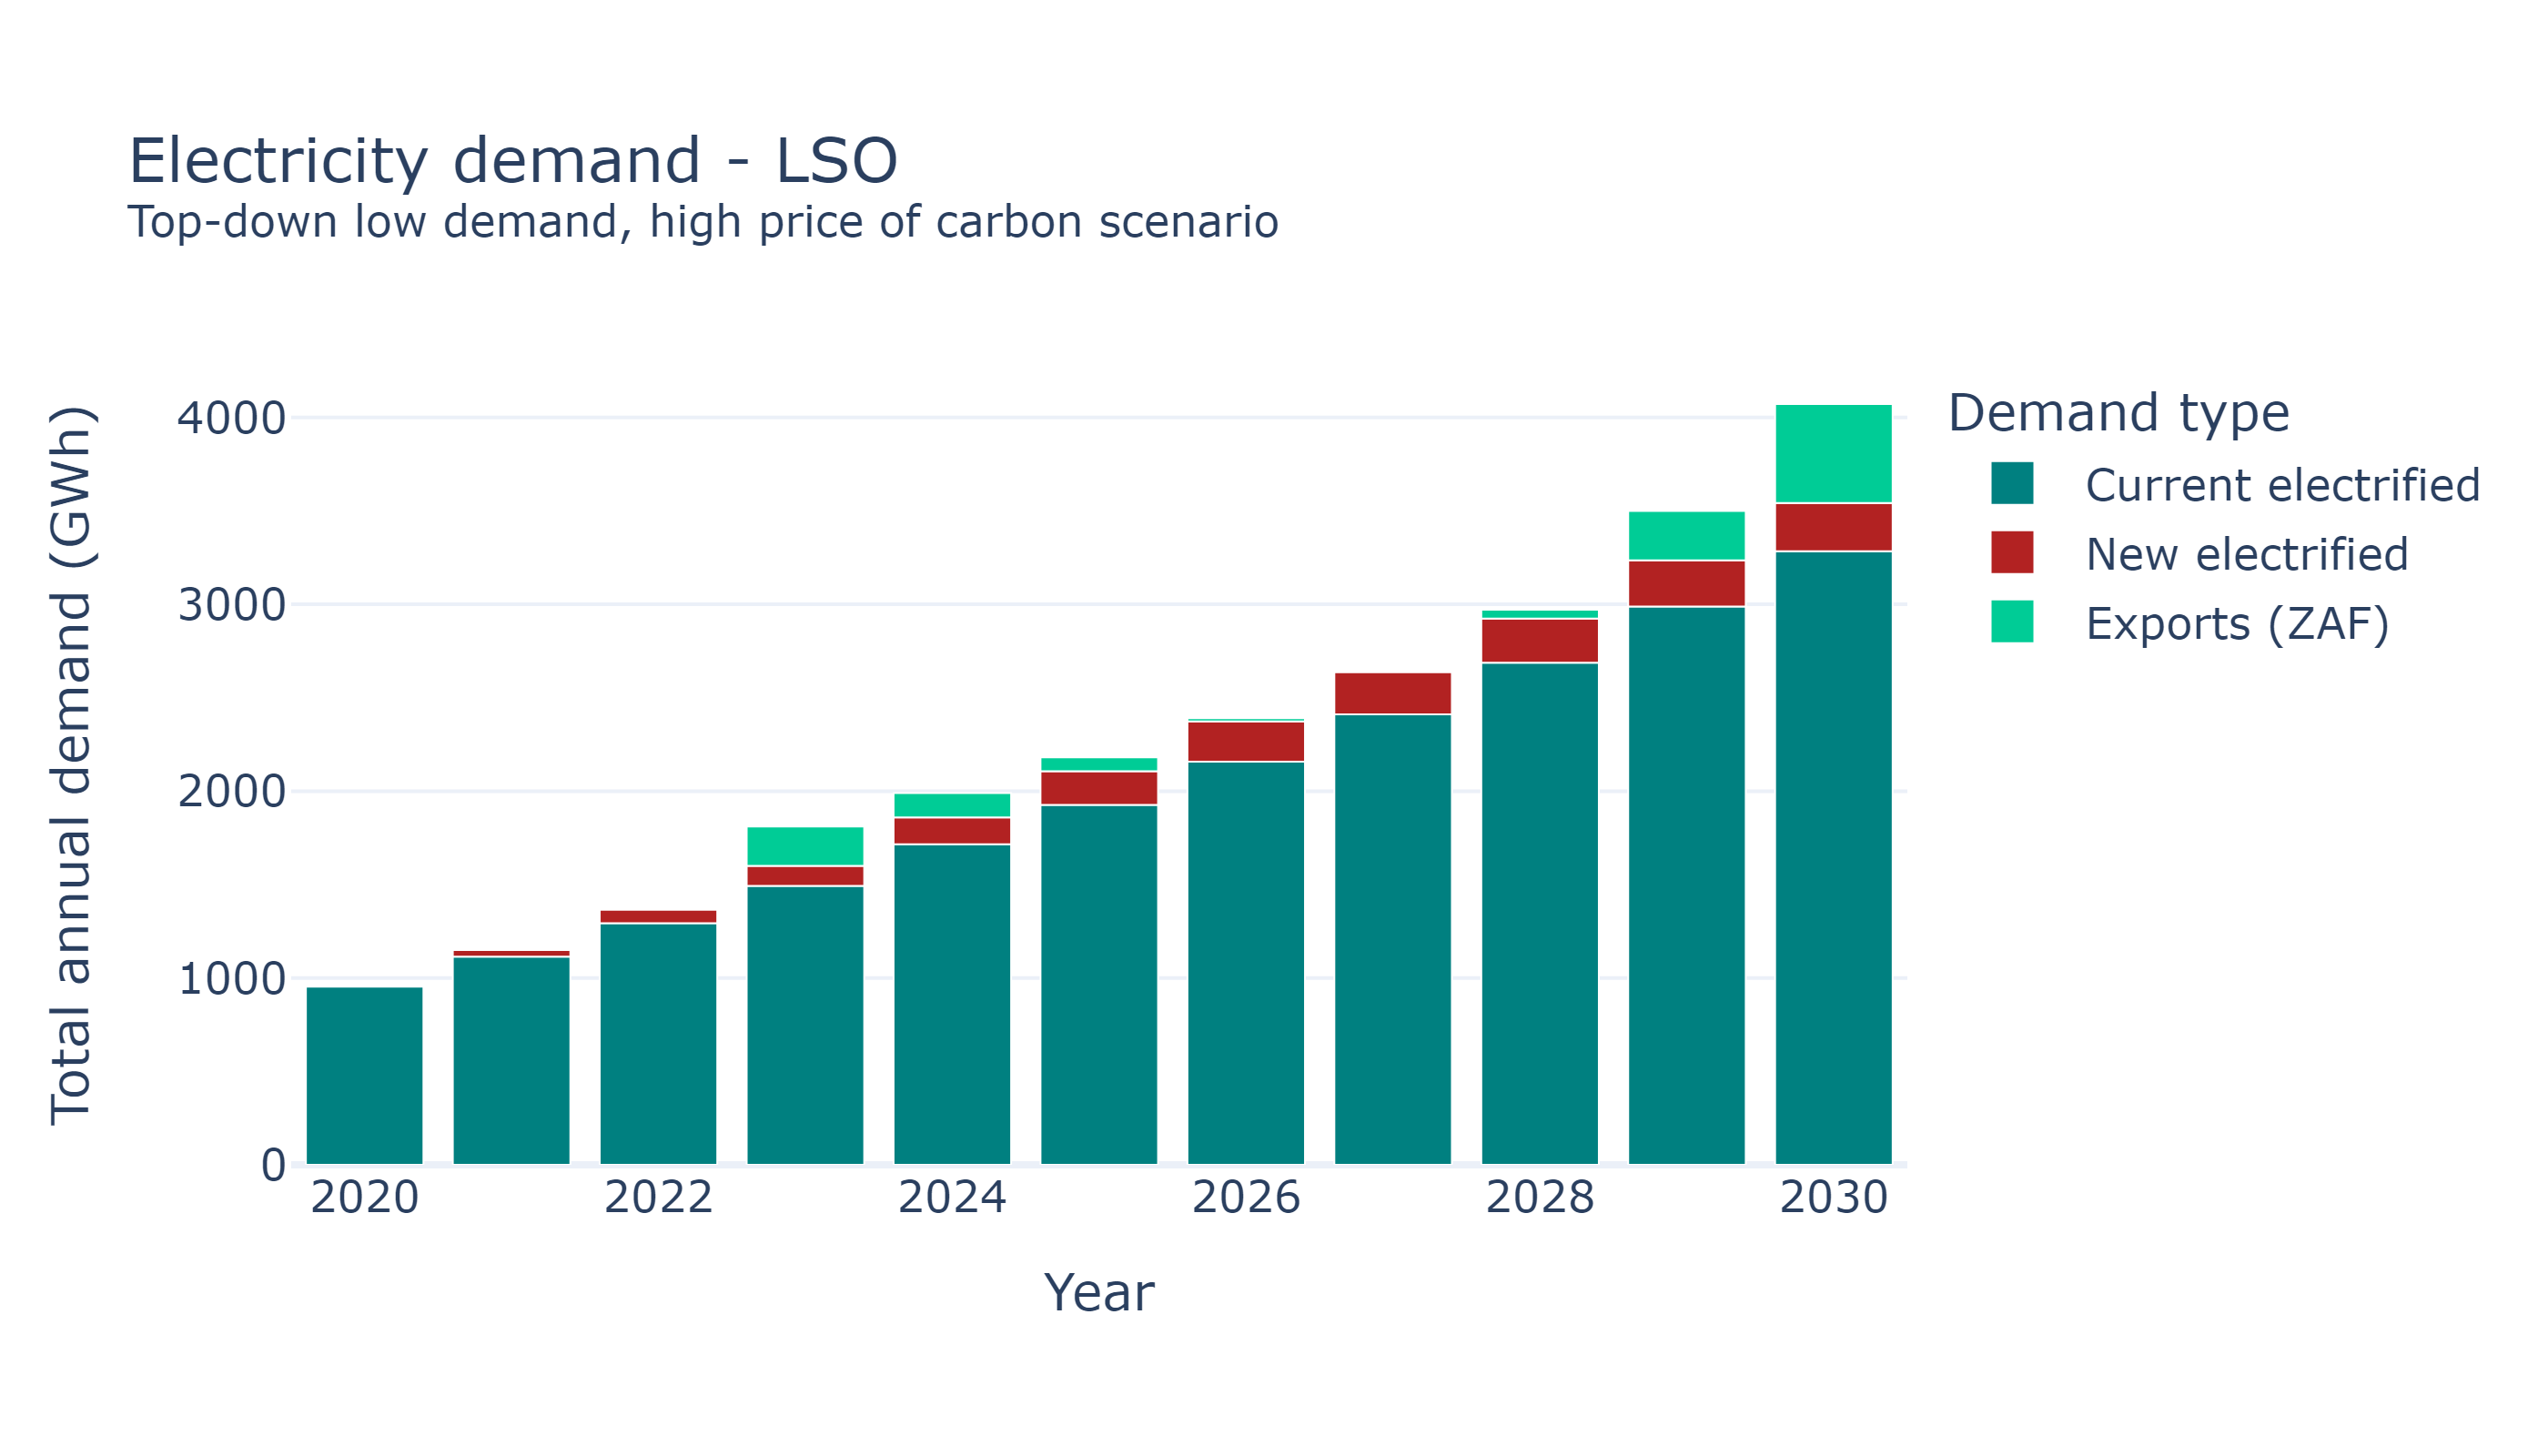 Electricity demand - LSO
Top-down low demand, high price of carbon scenario
Total annual demand (GWh)
4000
3000
2000
1000
0
2020 2022 2024 2026 2028 2030
Year
Demand type
Current electrified
New electrified
Exports (ZAF)